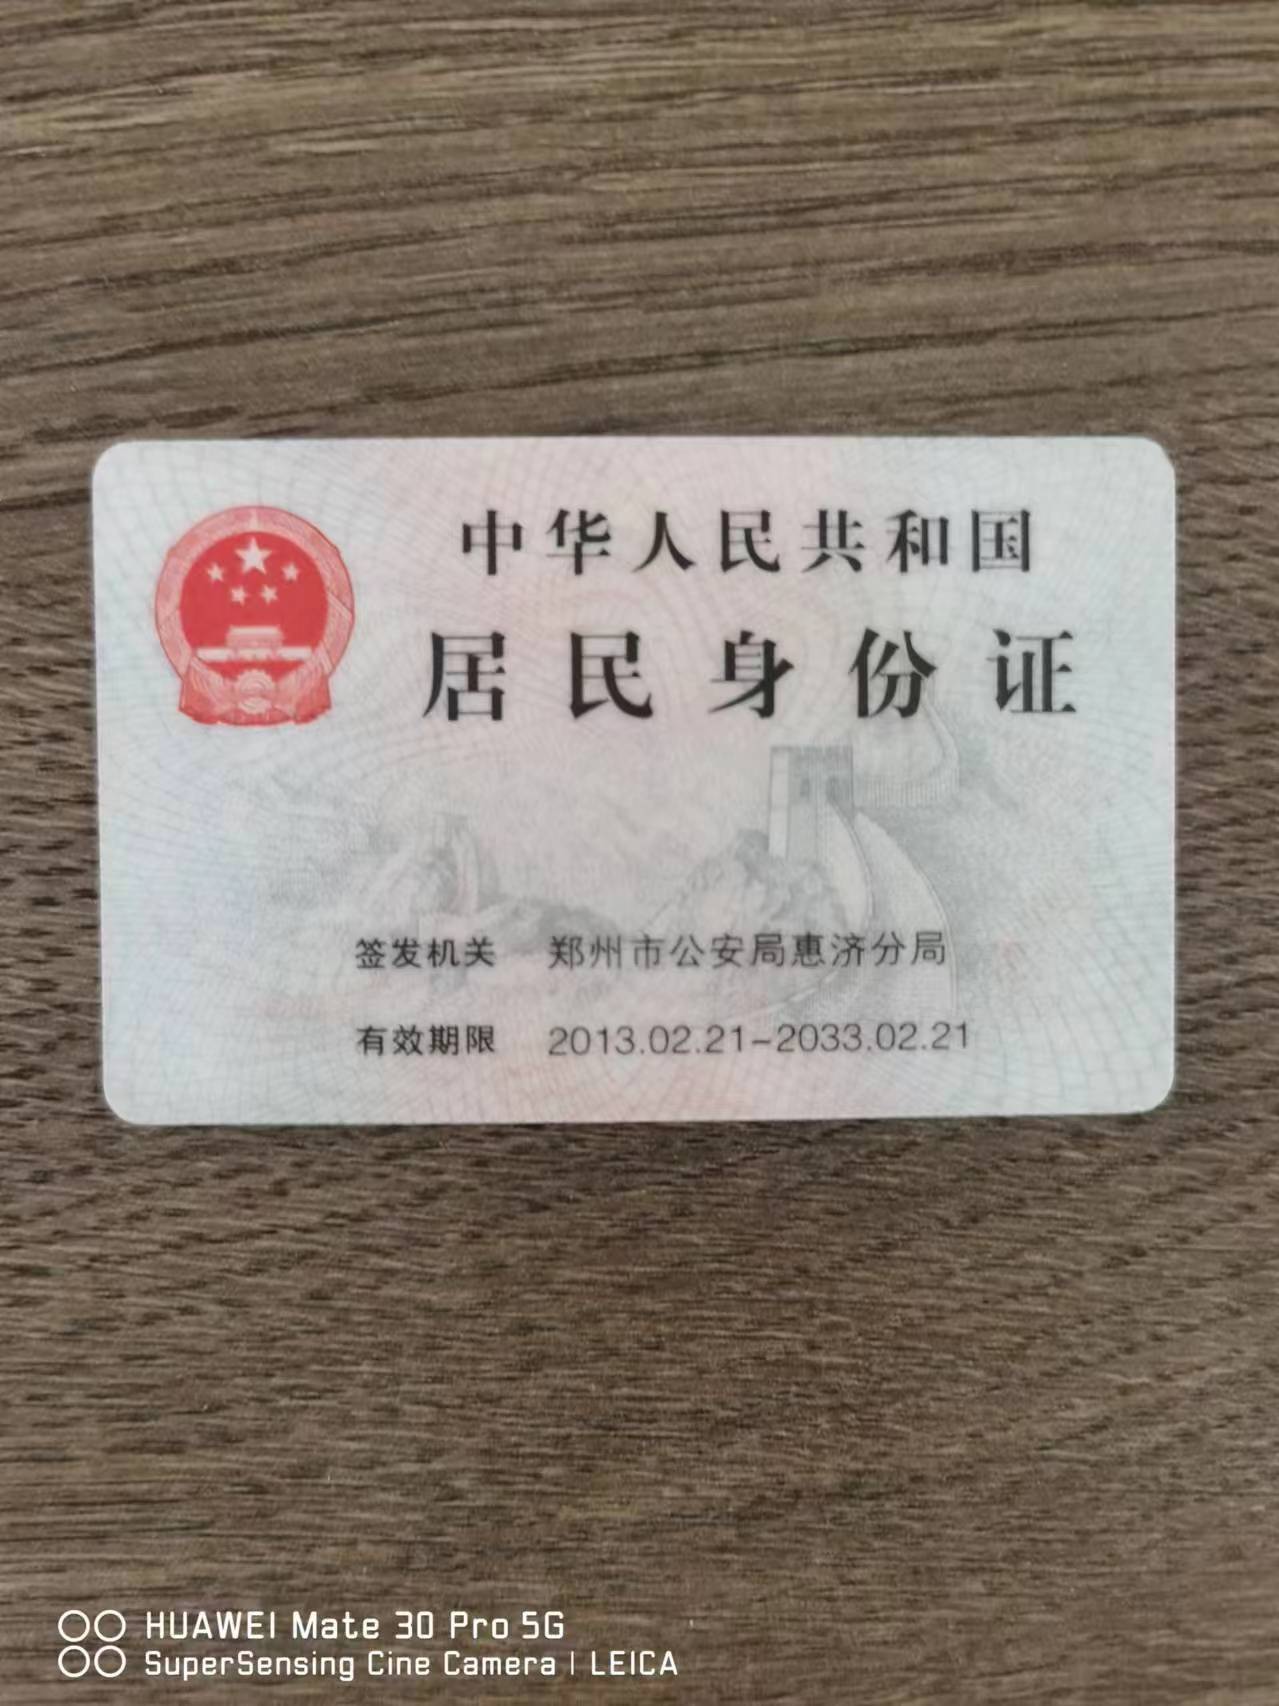 中华人民共和国
居民身份证
签发机关 郑州市公安局惠济分局
有效期限 2013.02.21-2033.02.21
HUAWEI Mate 30 Pro 5G
SuperSensing Cine Camera | LEICA